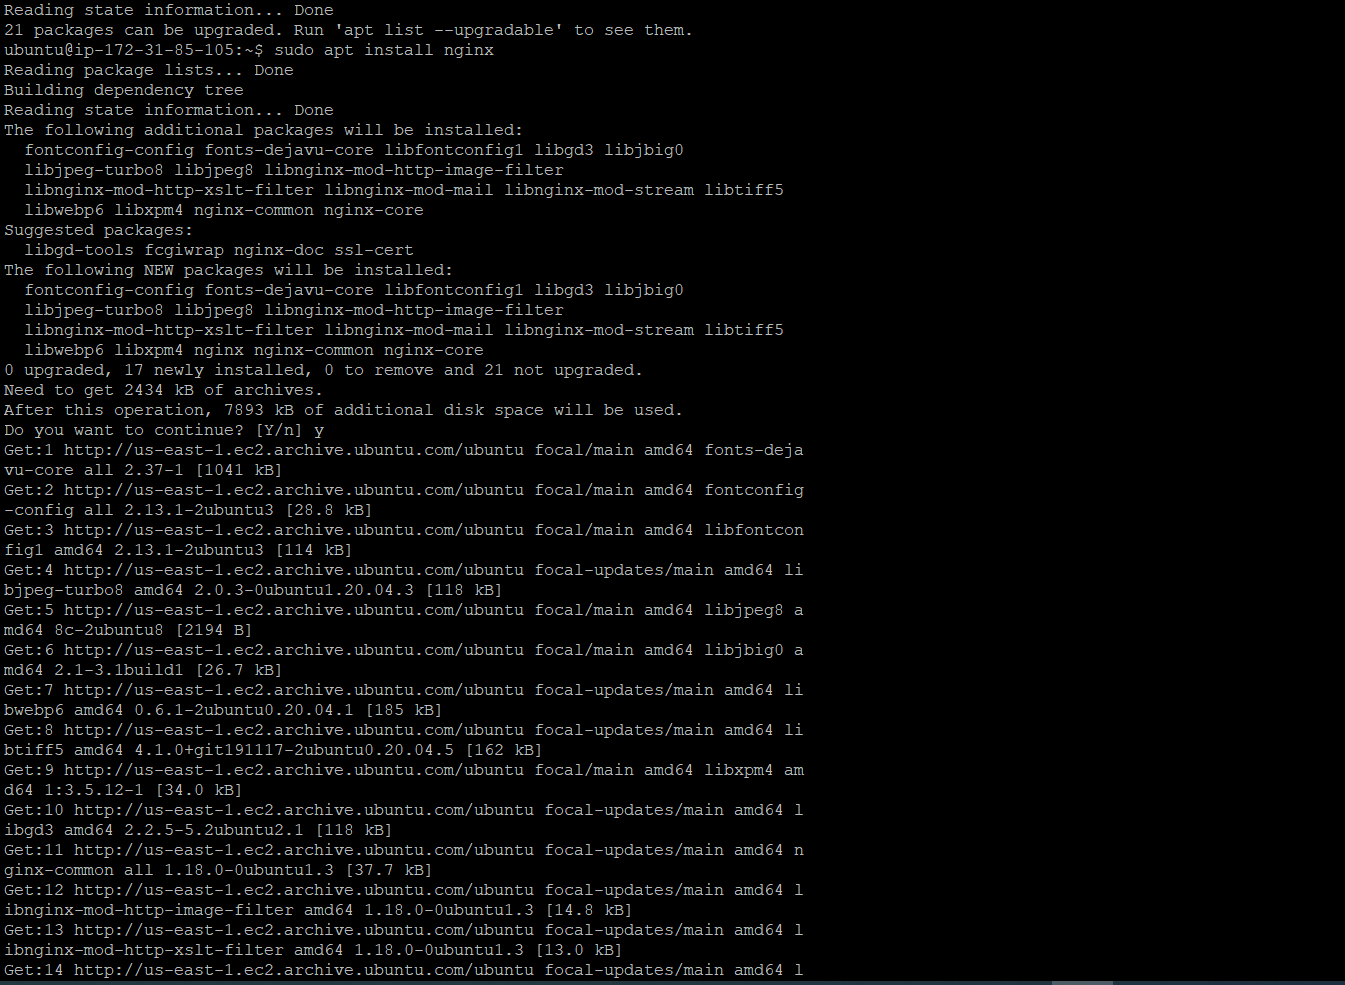 Reading state information... Done
21 packages can be upgraded. Run 'apt list --upgradable' to see them.
ubuntu@ip-172-31-85-105:~$ sudo apt install nginx
Reading package lists... Done
Building dependency tree
Reading state information... Done
The following additional packages will be installed:
  fontconfig-config fonts-dejavu-core libfontconfig1 libgd3 libjbig0
  libjpeg-turbo8 libjpeg8 libnginx-mod-http-image-filter
  libnginx-mod-http-xslt-filter libnginx-mod-mail libnginx-mod-stream libtiff5
  libwebp6 libxpm4 nginx-common nginx-core
Suggested packages:
  libgd-tools fcgiwrap nginx-doc ssl-cert
The following NEW packages will be installed:
  fontconfig-config fonts-dejavu-core libfontconfig1 libgd3 libjbig0
  libjpeg-turbo8 libjpeg8 libnginx-mod-http-image-filter
  libnginx-mod-http-xslt-filter libnginx-mod-mail libnginx-mod-stream libtiff5
  libwebp6 libxpm4 nginx nginx-common nginx-core
0 upgraded, 17 newly installed, 0 to remove and 21 not upgraded.
Need to get 2434 kB of archives.
After this operation, 7893 kB of additional disk space will be used.
Do you want to continue? [Y/n] y
Get:1 http://us-east-1.ec2.archive.ubuntu.com/ubuntu focal/main amd64 fonts-deja
vu-core all 2.37-1 [1041 kB]
Get:2 http://us-east-1.ec2.archive.ubuntu.com/ubuntu focal/main amd64 fontconfig
-config all 2.13.1-2ubuntu3 [28.8 kB]
Get:3 http://us-east-1.ec2.archive.ubuntu.com/ubuntu focal/main amd64 libfontcon
fig1 amd64 2.13.1-2ubuntu3 [114 kB]
Get:4 http://us-east-1.ec2.archive.ubuntu.com/ubuntu focal-updates/main amd64 li
bjpeg-turbo8 amd64 2.0.3-0ubuntu1.20.04.3 [118 kB]
Get:5 http://us-east-1.ec2.archive.ubuntu.com/ubuntu focal/main amd64 libjpeg8 a
md64 8c-2ubuntu8 [2194 B]
Get:6 http://us-east-1.ec2.archive.ubuntu.com/ubuntu focal/main amd64 libjbig0 a
md64 2.1-3.1build1 [26.7 kB]
Get:7 http://us-east-1.ec2.archive.ubuntu.com/ubuntu focal-updates/main amd64 li
bwebp6 amd64 0.6.1-2ubuntu0.20.04.1 [185 kB]
Get:8 http://us-east-1.ec2.archive.ubuntu.com/ubuntu focal-updates/main amd64 li
btiff5 amd64 4.1.0+git191117-2ubuntu0.20.04.5 [162 kB]
Get:9 http://us-east-1.ec2.archive.ubuntu.com/ubuntu focal/main amd64 libxpm4 am
d64 1:3.5.12-1 [34.0 kB]
Get:10 http://us-east-1.ec2.archive.ubuntu.com/ubuntu focal-updates/main amd64 l
ibgd3 amd64 2.2.5-5.2ubuntu2.1 [118 kB]
Get:11 http://us-east-1.ec2.archive.ubuntu.com/ubuntu focal-updates/main amd64 n
ginx-common all 1.18.0-0ubuntu1.3 [37.7 kB]
Get:12 http://us-east-1.ec2.archive.ubuntu.com/ubuntu focal-updates/main amd64 l
ibnginx-mod-http-image-filter amd64 1.18.0-0ubuntu1.3 [14.8 kB]
Get:13 http://us-east-1.ec2.archive.ubuntu.com/ubuntu focal-updates/main amd64 l
ibnginx-mod-http-xslt-filter amd64 1.18.0-0ubuntu1.3 [13.0 kB]
Get:14 http://us-east-1.ec2.archive.ubuntu.com/ubuntu focal-updates/main amd64 l